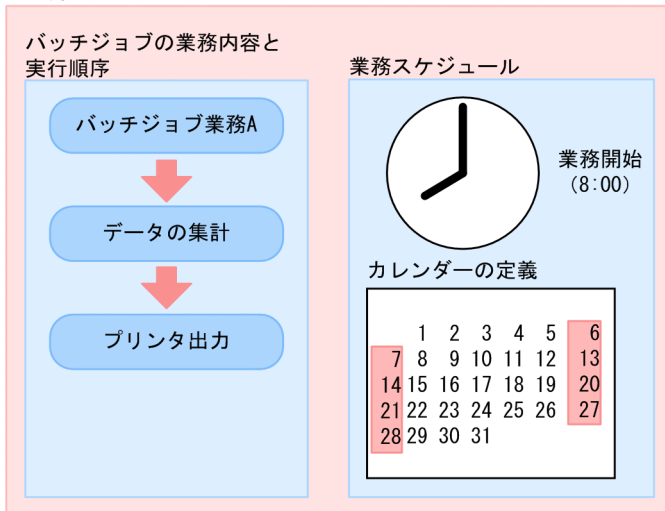 バッチジョブの業務内容と
実行順序
バッチジョブ業務A
データの集計
プリンタ出力
業務スケジュール
業務開始
(8:00)
カレンダーの定義
1 2 3 4 5 6
7 8 9 10 11 12 13
14 15 16 17 18 19 20
21 22 23 24 25 26 27
28 29 30 31